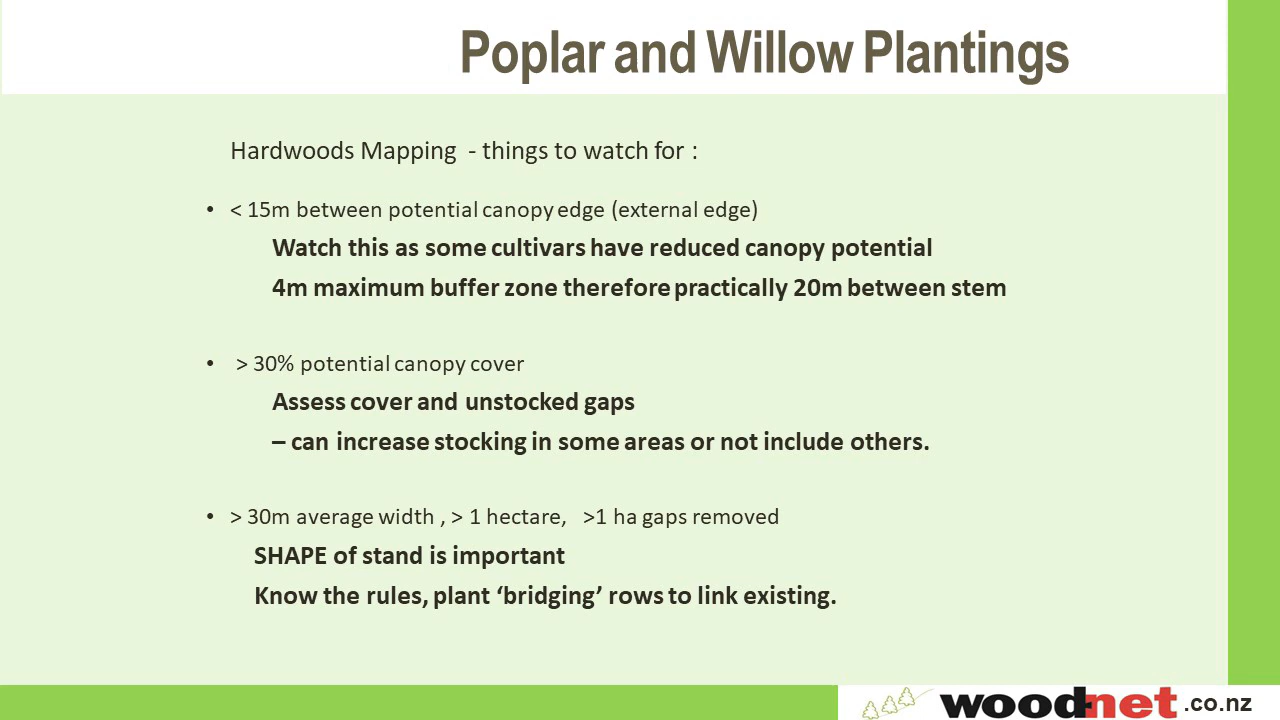 Poplar and Willow Plantings
Hardwoods Mapping - things to watch for :
• < 15m between potential canopy edge (external edge)
Watch this as some cultivars have reduced canopy potential
4m maximum buffer zone therefore practically 20m between stem
• > 30% potential canopy cover
Assess cover and unstocked gaps
– can increase stocking in some areas or not include others.
• > 30m average width , > 1 hectare, >1 ha gaps removed
SHAPE of stand is important
Know the rules, plant ‘bridging’ rows to link existing.
woodnet.co.nz